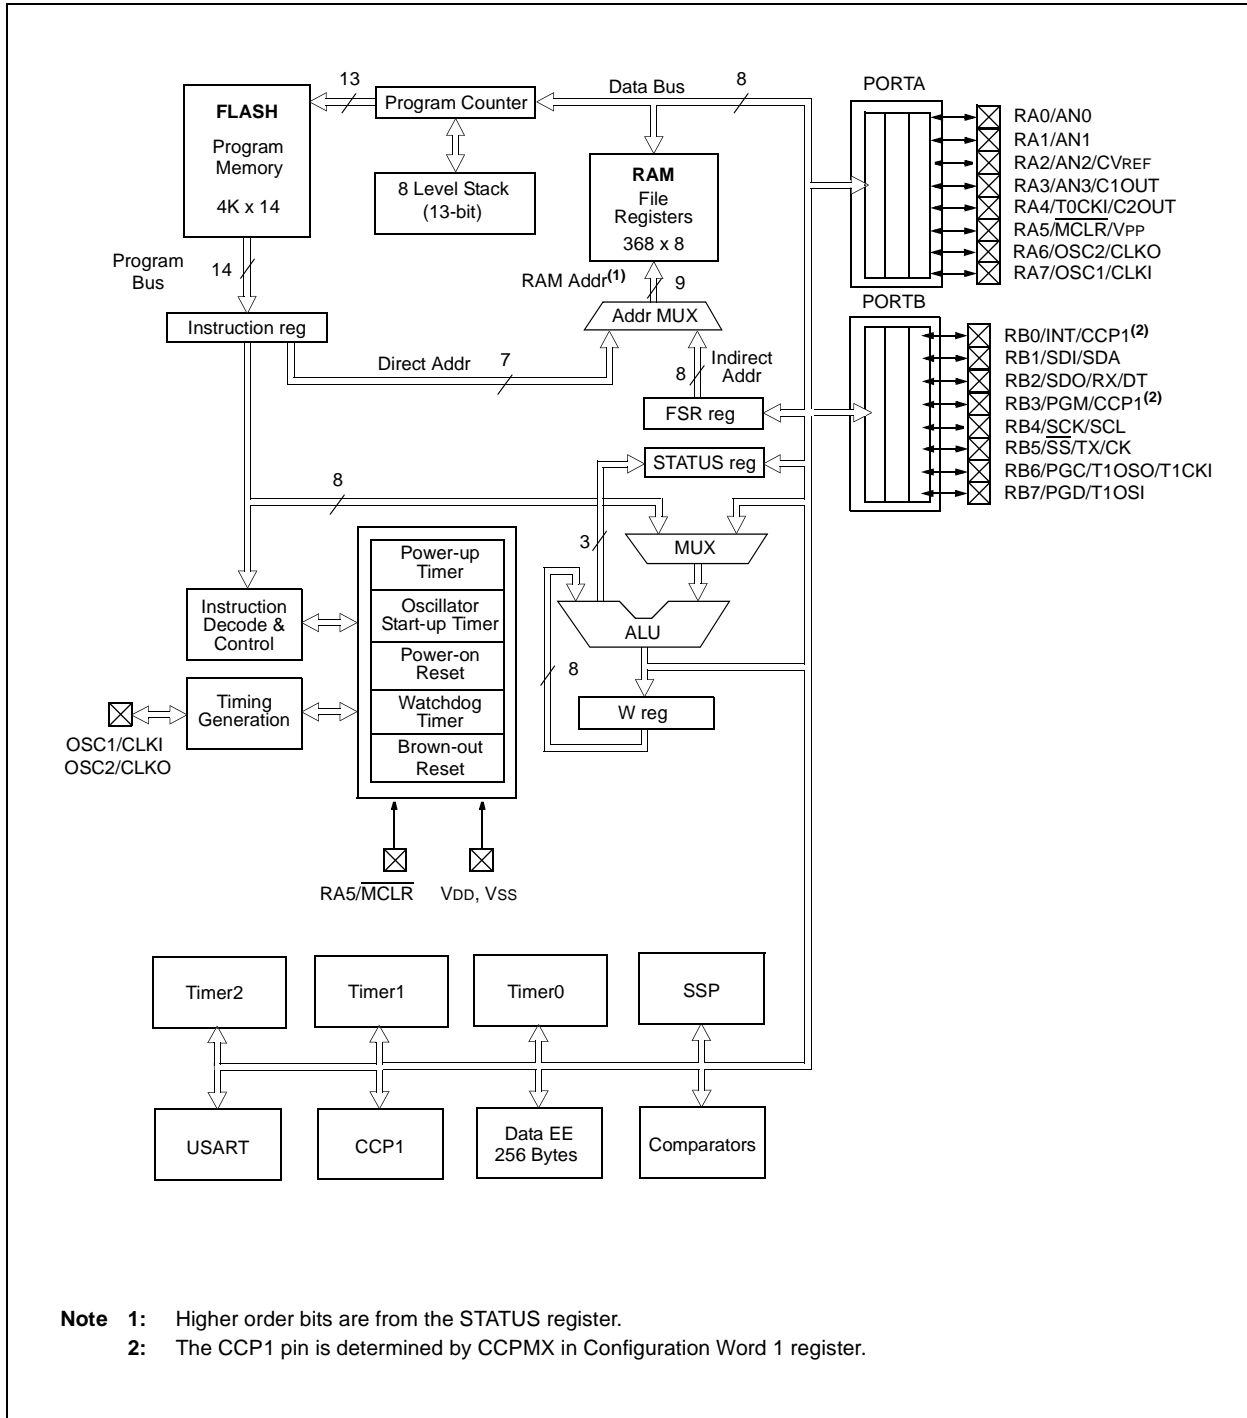 13
Data Bus
8
PORTA
FLASH
Program
Memory
4K x 14
Program Counter
8 Level Stack
(13-bit)
RAM
File
Registers
368 x 8
RA0/AN0
RA1/AN1
RA2/AN2/CVREF
RA3/AN3/C1OUT
RA4/T0CKI/C2OUT
RA5/MCLR/VPP
RA6/OSC2/CLKO
RA7/OSC1/CLKI
Program
Bus
14
RAM Addr(1)
9
PORTB
Instruction reg
Addr MUX
Direct Addr
7
8
Indirect
Addr
FSR reg
RB0/INT/CCP1(2)
RB1/SDI/SDA
RB2/SDO/RX/DT
RB3/PGM/CCP1(2)
RB4/SCK/SCL
RB5/SS/TX/CK
RB6/PGC/T1OSO/T1CKI
RB7/PGD/T1OSI
STATUS reg
8
3
MUX
Power-up
Timer
Oscillator
Start-up Timer
Power-on
Reset
Watchdog
Timer
Brown-out
Reset
Instruction
Decode &
Control
ALU
8
W reg
Timing
Generation
OSC1/CLKI
OSC2/CLKO
RA5/MCLR
VDD, VSS
Timer2
Timer1
Timer0
SSP
USART
CCP1
Data EE
256 Bytes
Comparators
Note 1: Higher order bits are from the STATUS register.
2: The CCP1 pin is determined by CCPMX in Configuration Word 1 register.